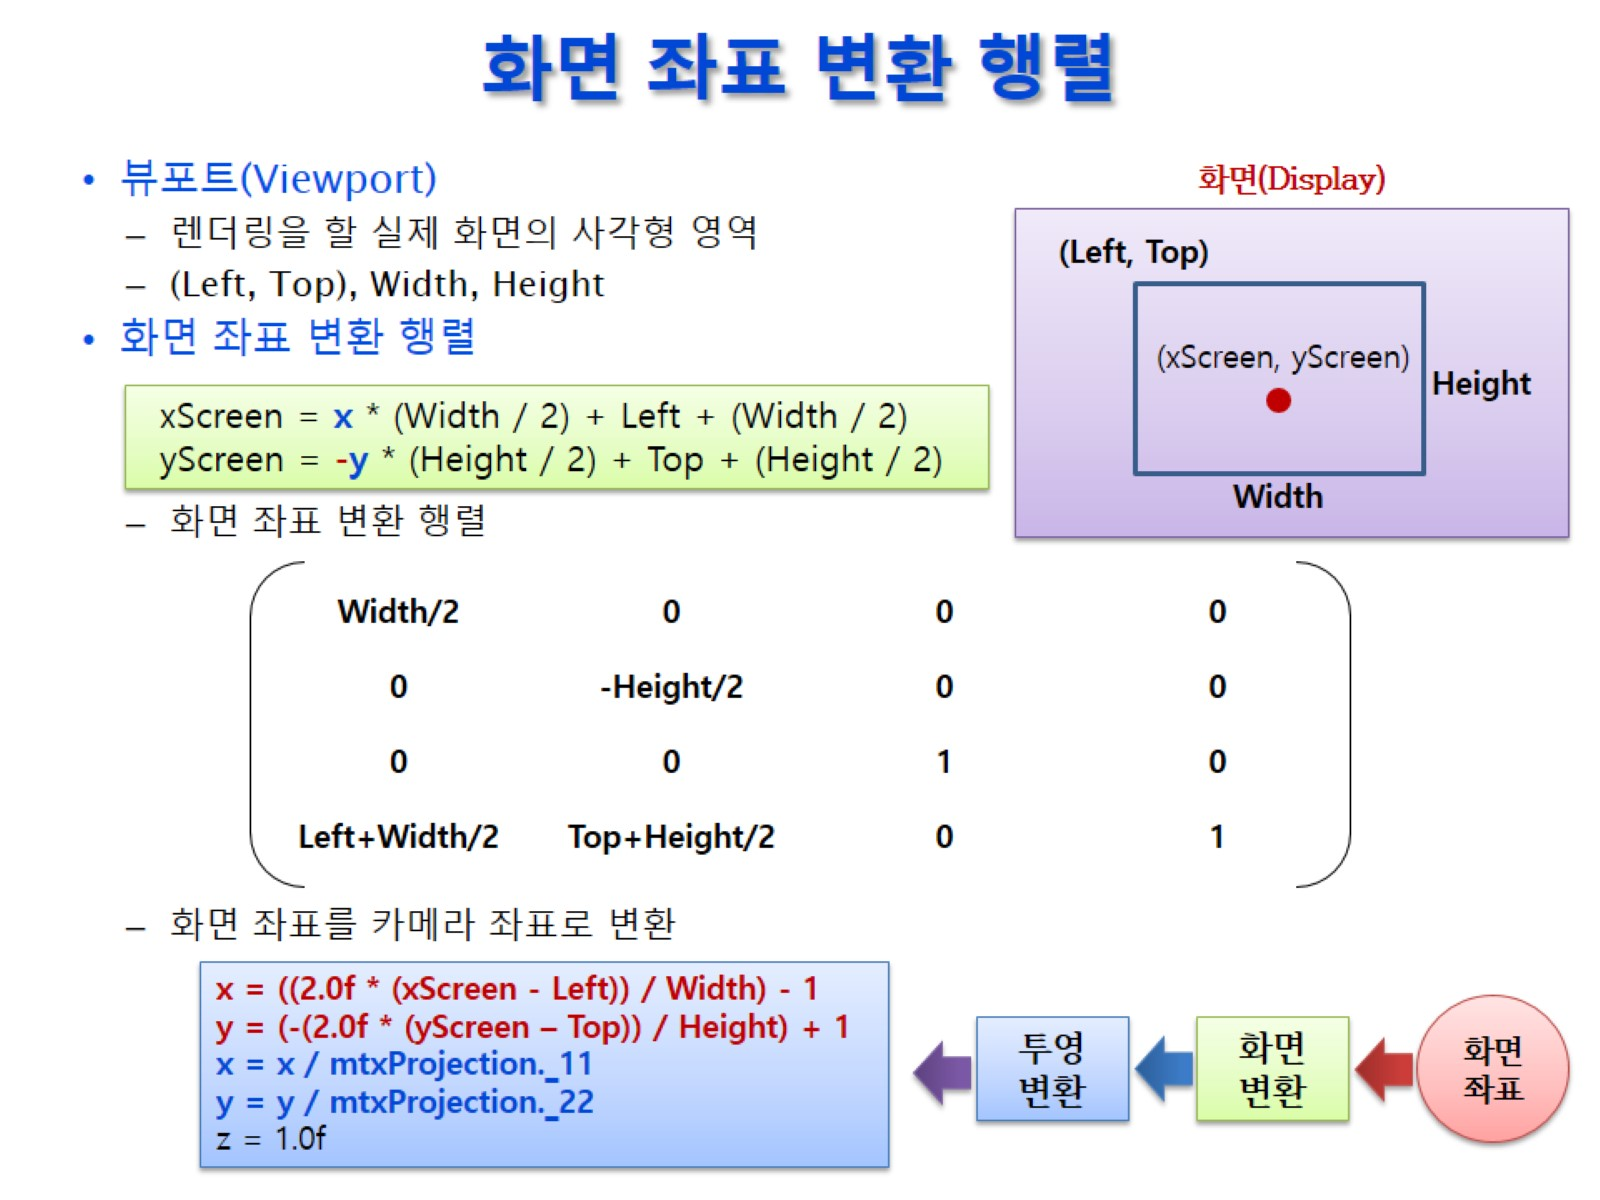 화면 좌표 변환 행렬
• 뷰포트(Viewport)
– 렌더링을 할 실제 화면의 사각형 영역
– (Left, Top), Width, Height
• 화면 좌표 변환 행렬
xScreen = x * (Width / 2) + Left + (Width / 2)
yScreen = -y * (Height / 2) + Top + (Height / 2)
화면(Display)
(Left, Top)
(xScreen, yScreen)
Height
Width
– 화면 좌표 변환 행렬
Width/2 0 0 0
0 -Height/2 0 0
0 0 1 0
Left+Width/2 Top+Height/2 0 1
– 화면 좌표를 카메라 좌표로 변환
x = ((2.0f * (xScreen - Left)) / Width) - 1
y = (-(2.0f * (yScreen – Top)) / Height) + 1
x = x / mtxProjection._11
y = y / mtxProjection._22
z = 1.0f
투영
변환
화면
변환
화면
좌표